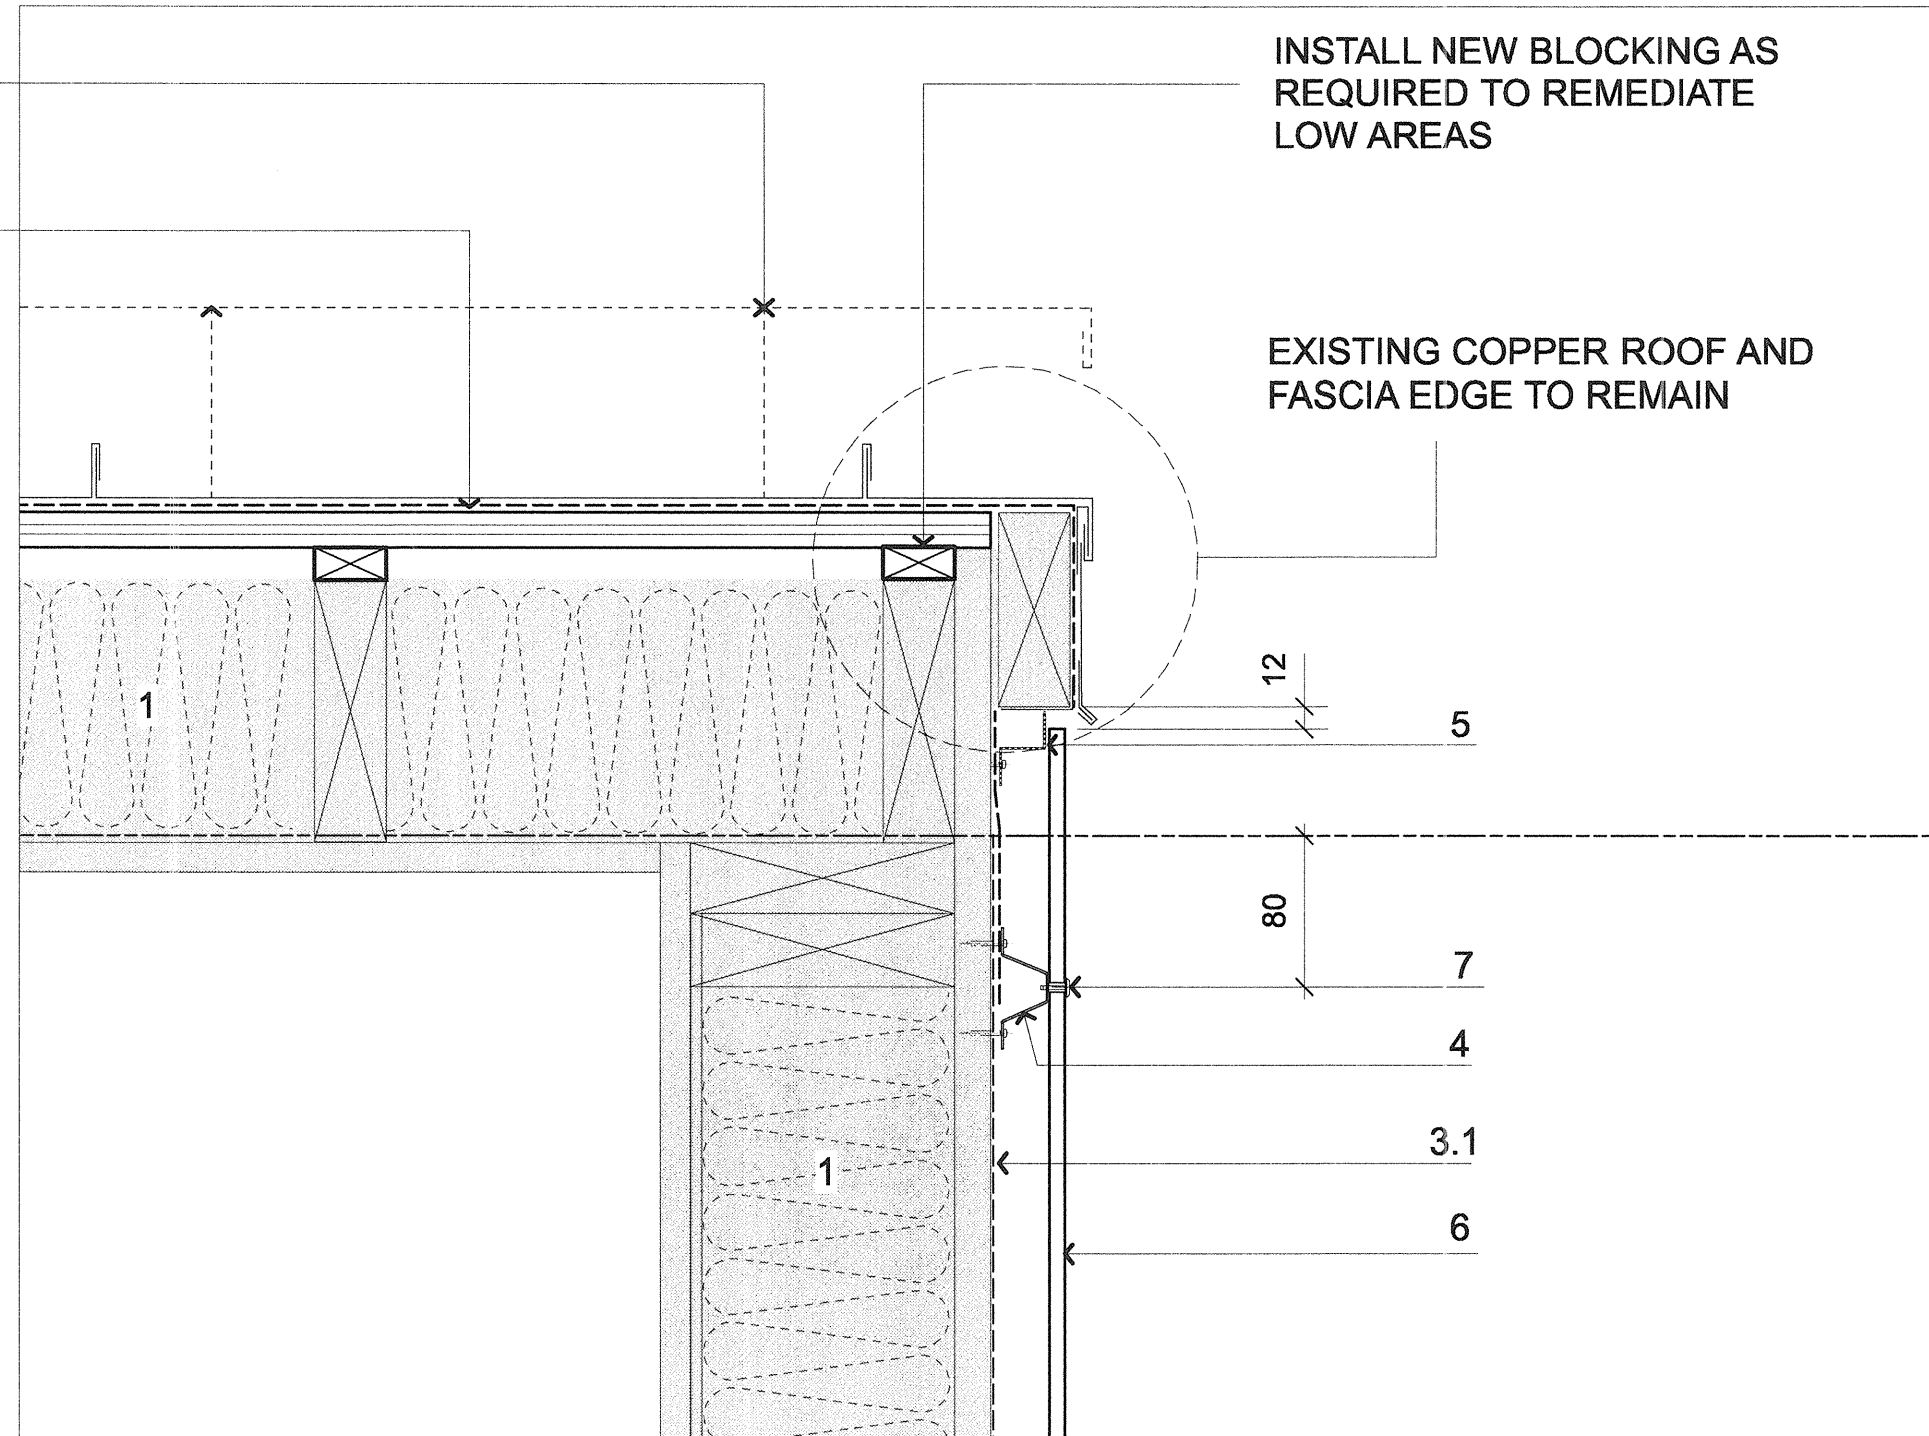 INSTALL NEW BLOCKING AS
REQUIRED TO REMEDIATE
LOW AREAS
EXISTING COPPER ROOF AND
FASCIA EDGE TO REMAIN
12
5
1
80
7
4
3.1
1
6